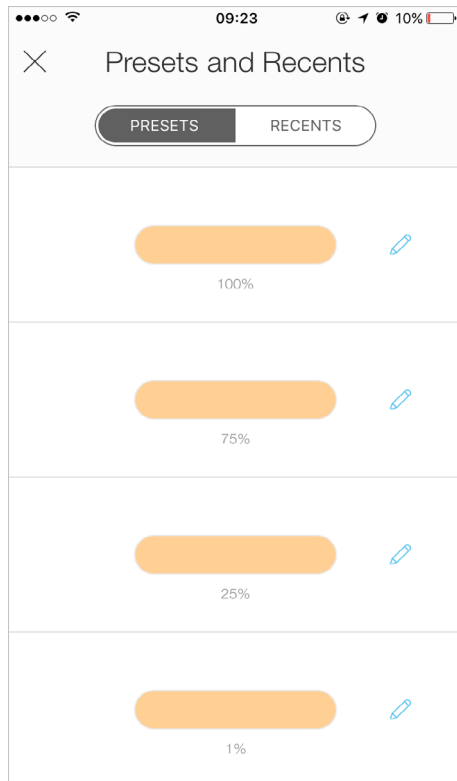 09:23 10%
Presets and Recents
PRESETS RECENTS
100%
75%
25%
1%